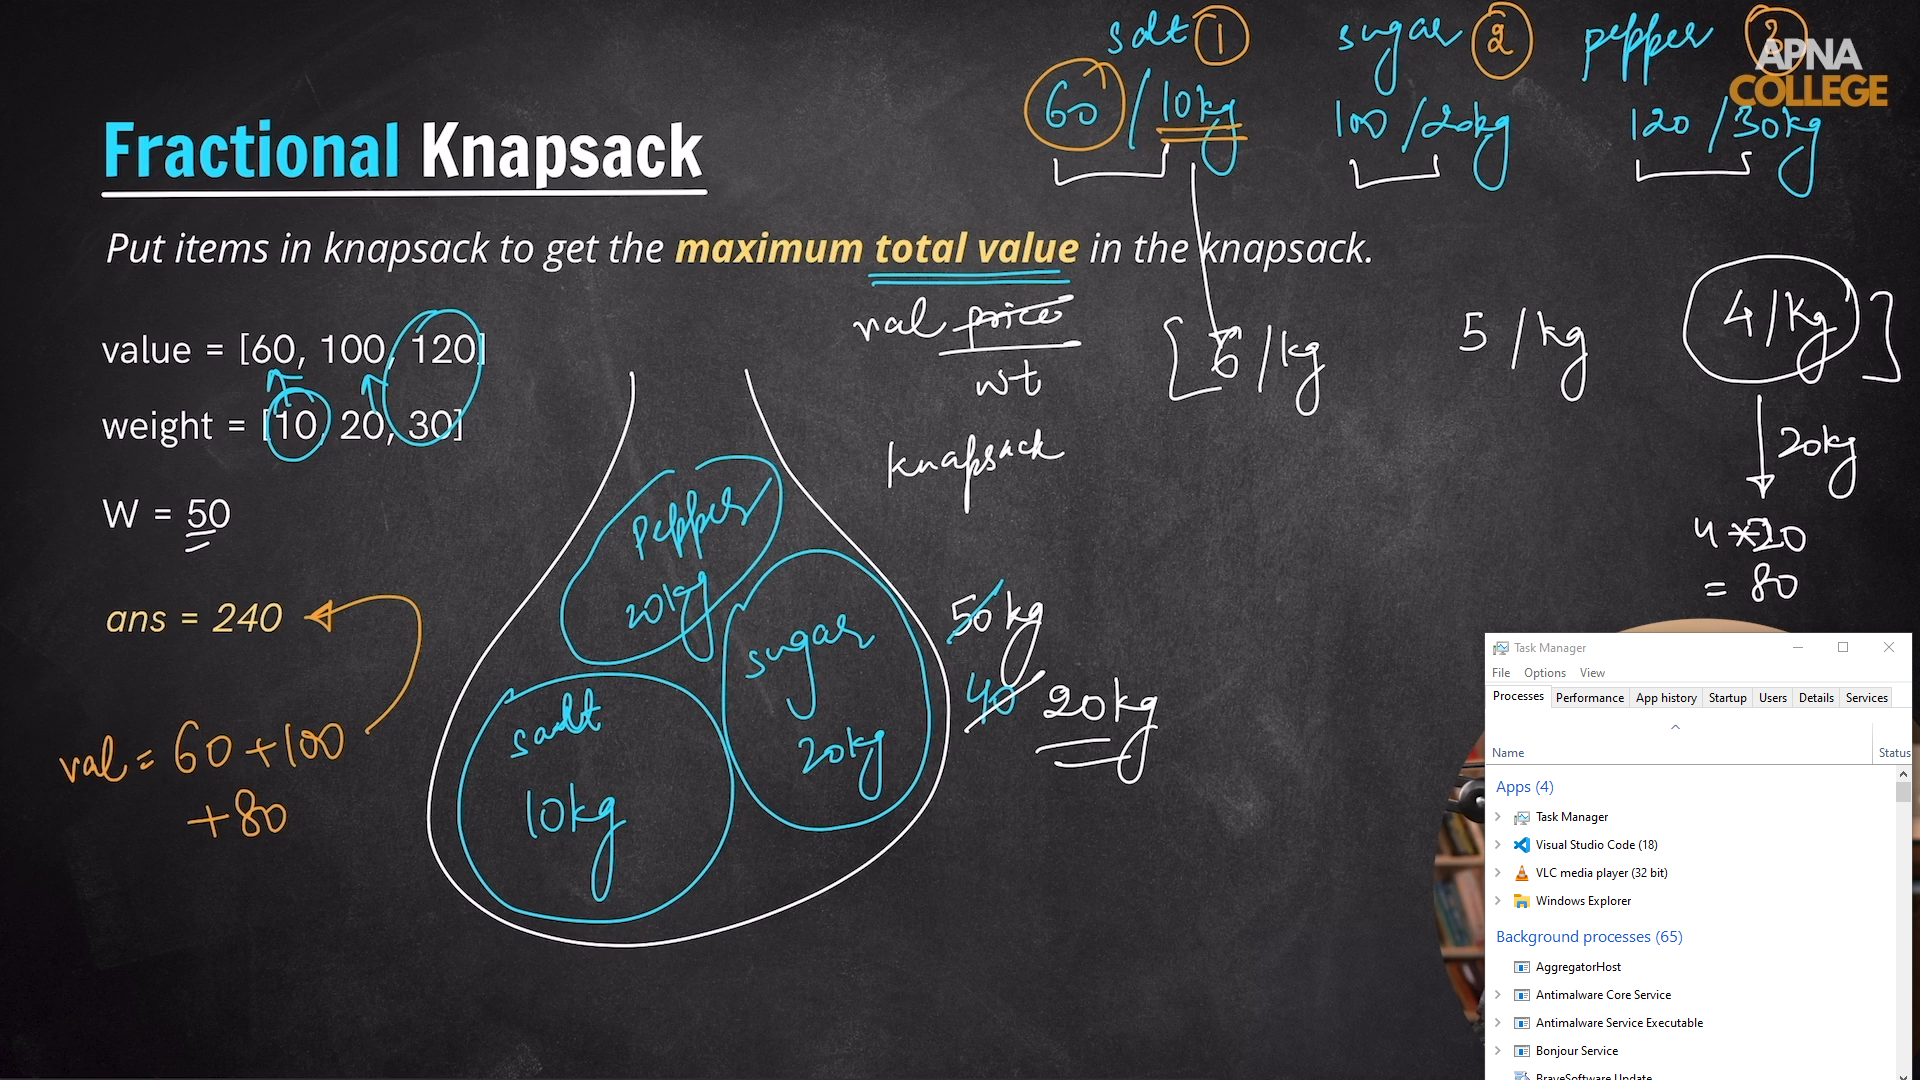 salt 1 sugar 2 pepper 3
APNA
COLLEGE
60 / 10kg 100 / 20kg 120 / 30kg
Fractional Knapsack
Put items in knapsack to get the maximum total value in the knapsack.
value = [60, 100, 120]
weight = [10, 20, 30]
W = 50
ans = 240
val = 60 + 100
+ 80
val price
wt
knapsack
[ 6 /kg 5 /kg 4 /kg ]
20kg
4 * 20
= 80
pepper
20kg
sugar
20kg
salt
10kg
50 kg
40 20kg
Task Manager
File Options View
Processes Performance App history Startup Users Details Services
Name Status
Apps (4)
Task Manager
Visual Studio Code (18)
VLC media player (32 bit)
Windows Explorer
Background processes (65)
AggregatorHost
Antimalware Core Service
Antimalware Service Executable
Bonjour Service
BraveSoftware Update